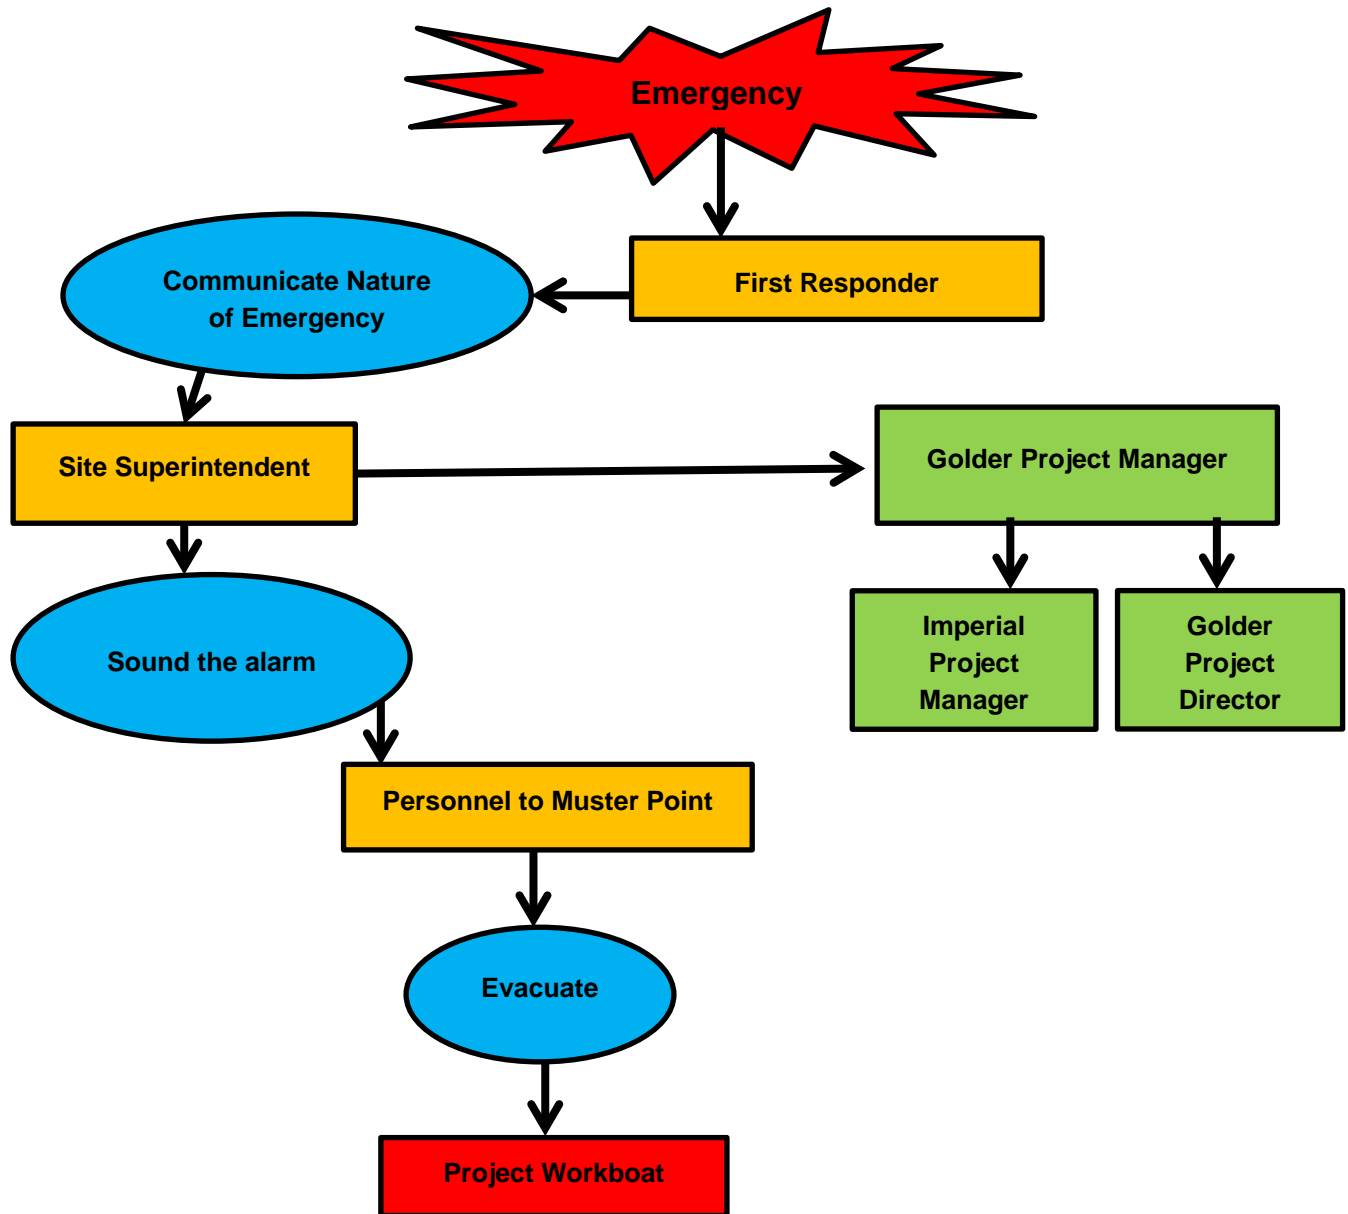 Emergency
First Responder
Communicate Nature
of Emergency
Site Superintendent
Golder Project Manager
Imperial
Project
Manager
Golder
Project
Director
Sound the alarm
Personnel to Muster Point
Evacuate
Project Workboat